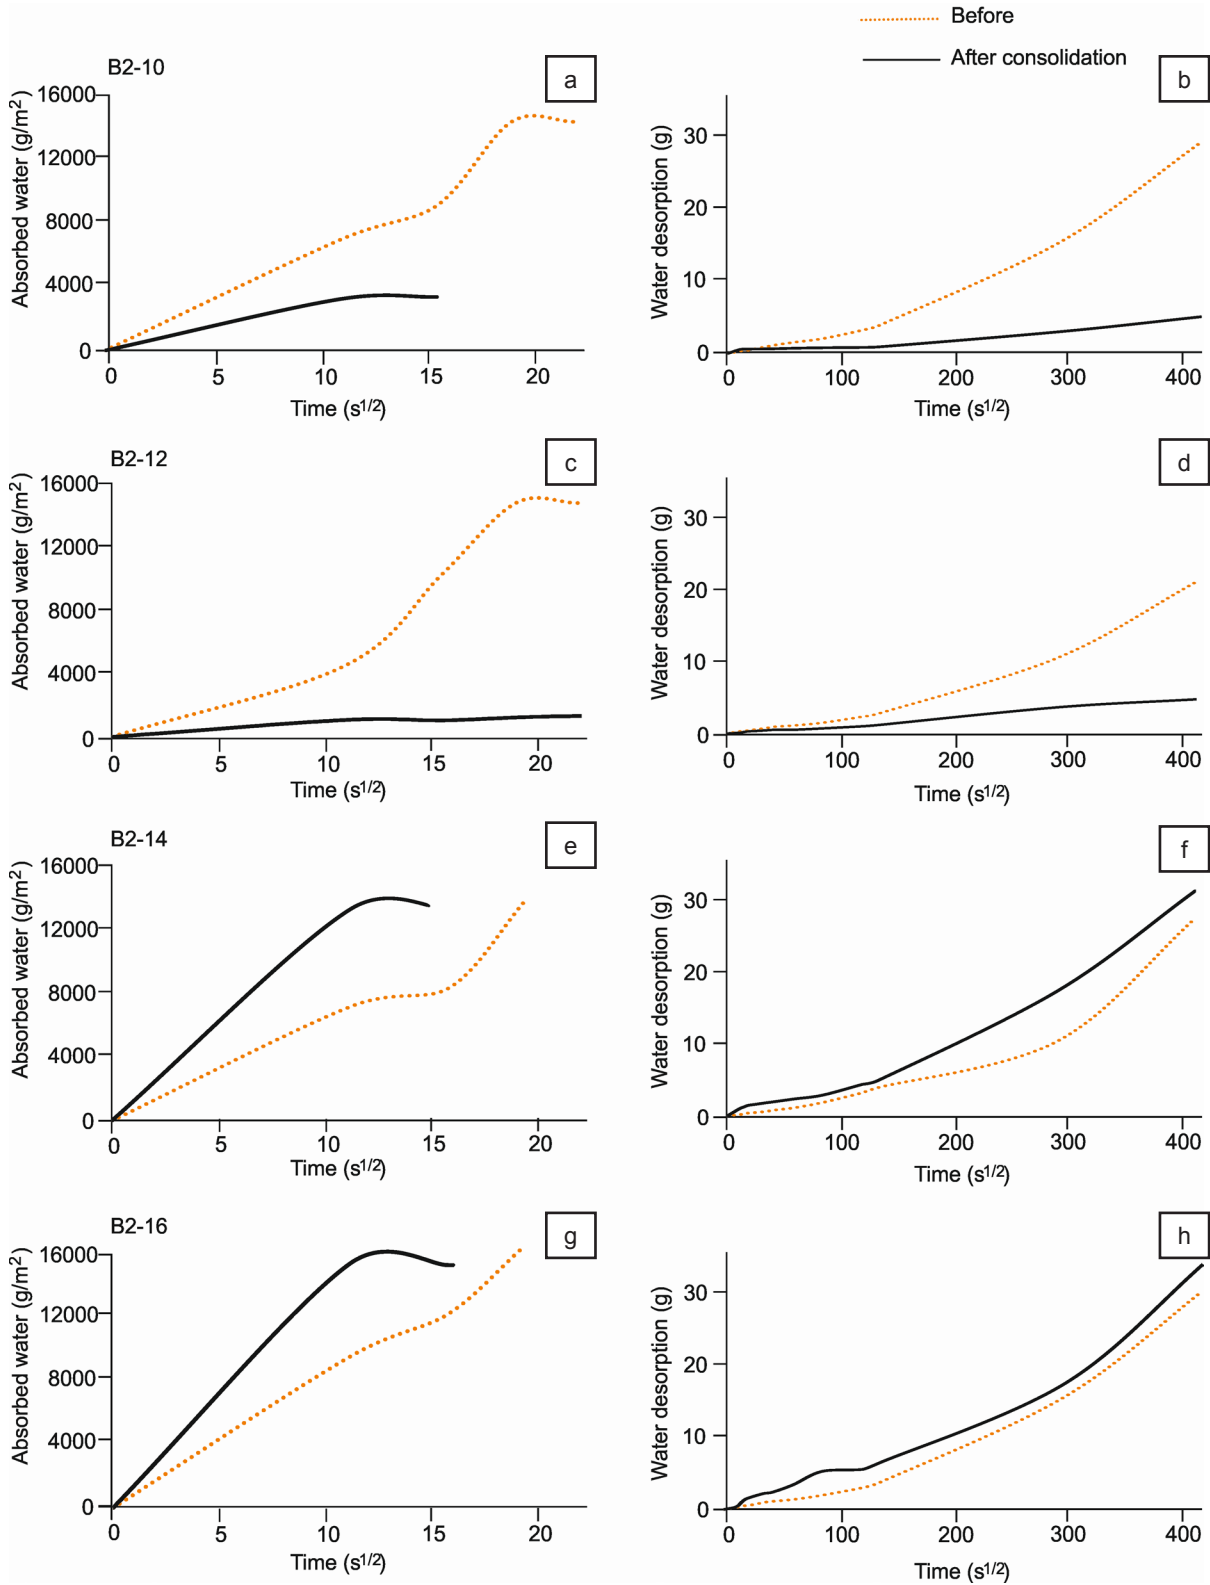 Before
After consolidation
B2-10
a
b
Absorbed water (g/m²)
16000
12000
8000
4000
0
0 5 10 15 20
Time (s1/2)
Water desorption (g)
30
20
10
0
0 100 200 300 400
Time (s1/2)
B2-12
c
d
Absorbed water (g/m²)
16000
12000
8000
4000
0
0 5 10 15 20
Time (s1/2)
Water desorption (g)
30
20
10
0
0 100 200 300 400
Time (s1/2)
B2-14
e
f
Absorbed water (g/m²)
16000
12000
8000
4000
0
0 5 10 15 20
Time (s1/2)
Water desorption (g)
30
20
10
0
0 100 200 300 400
Time (s1/2)
B2-16
g
h
Absorbed water (g/m²)
16000
12000
8000
4000
0
0 5 10 15 20
Time (s1/2)
Water desorption (g)
30
20
10
0
0 100 200 300 400
Time (s1/2)